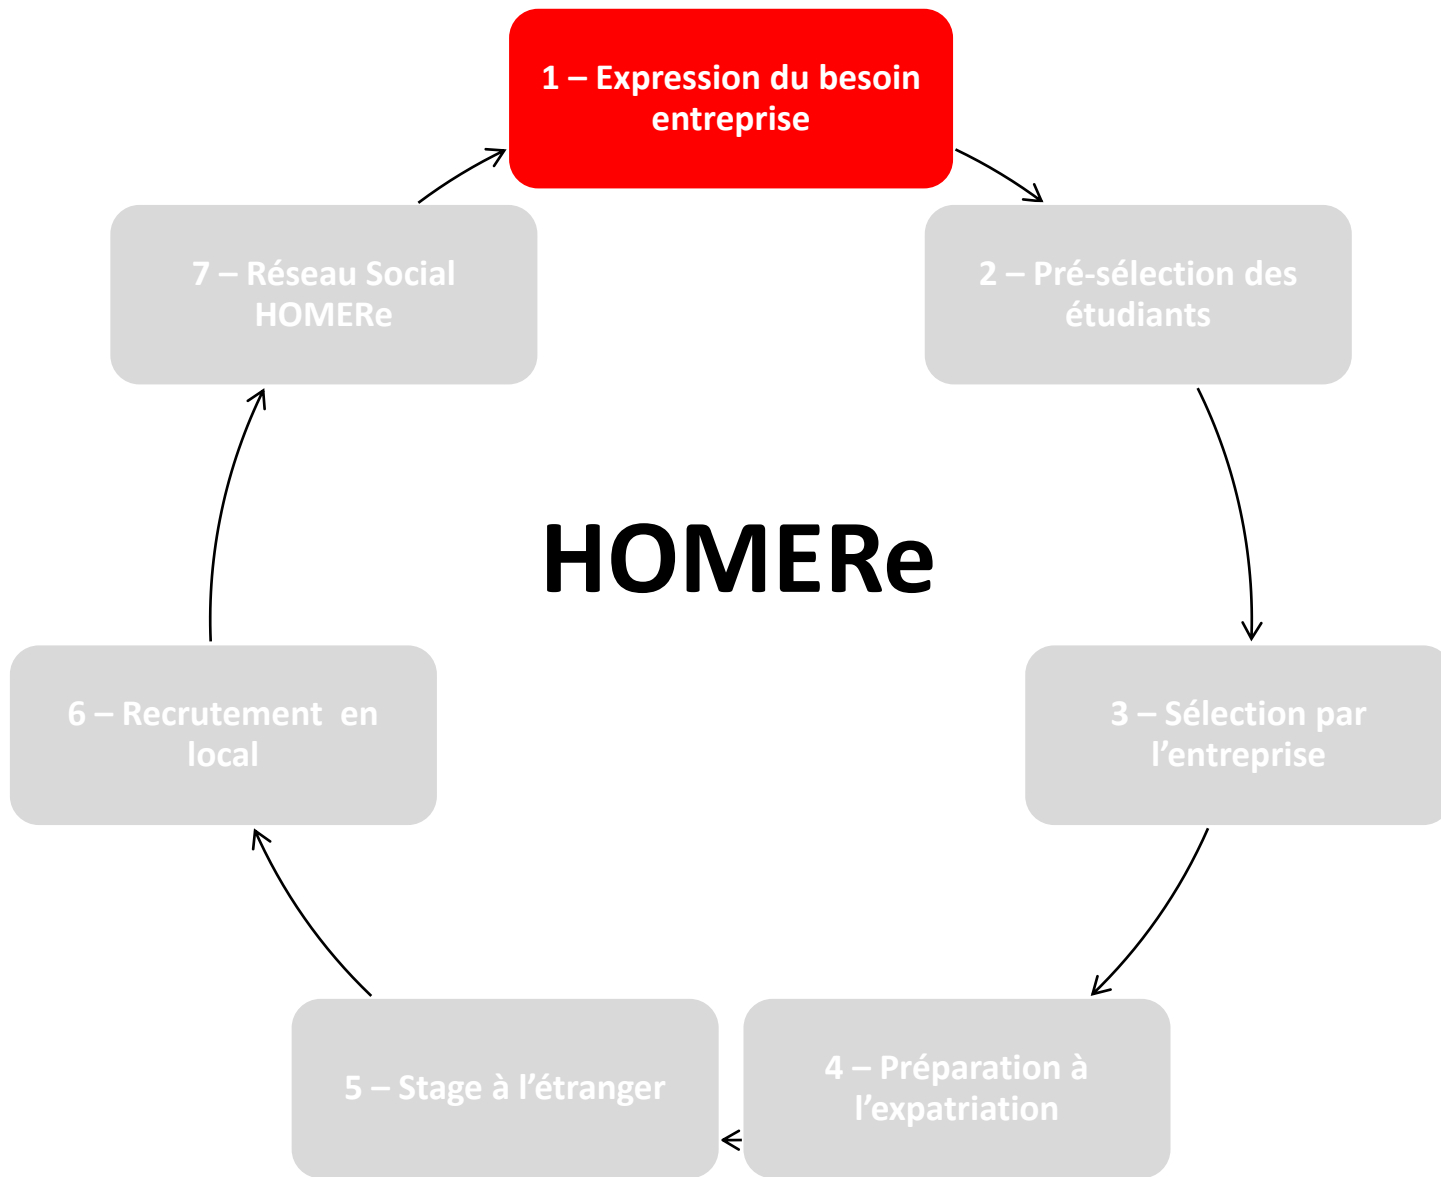 1 – Expression du besoin
entreprise
2 – Pré-sélection des
étudiants
3 – Sélection par
l’entreprise
4 – Préparation à
l’expatriation
5 – Stage à l’étranger
6 – Recrutement  en
local
7 – Réseau Social
HOMERe
HOMERe